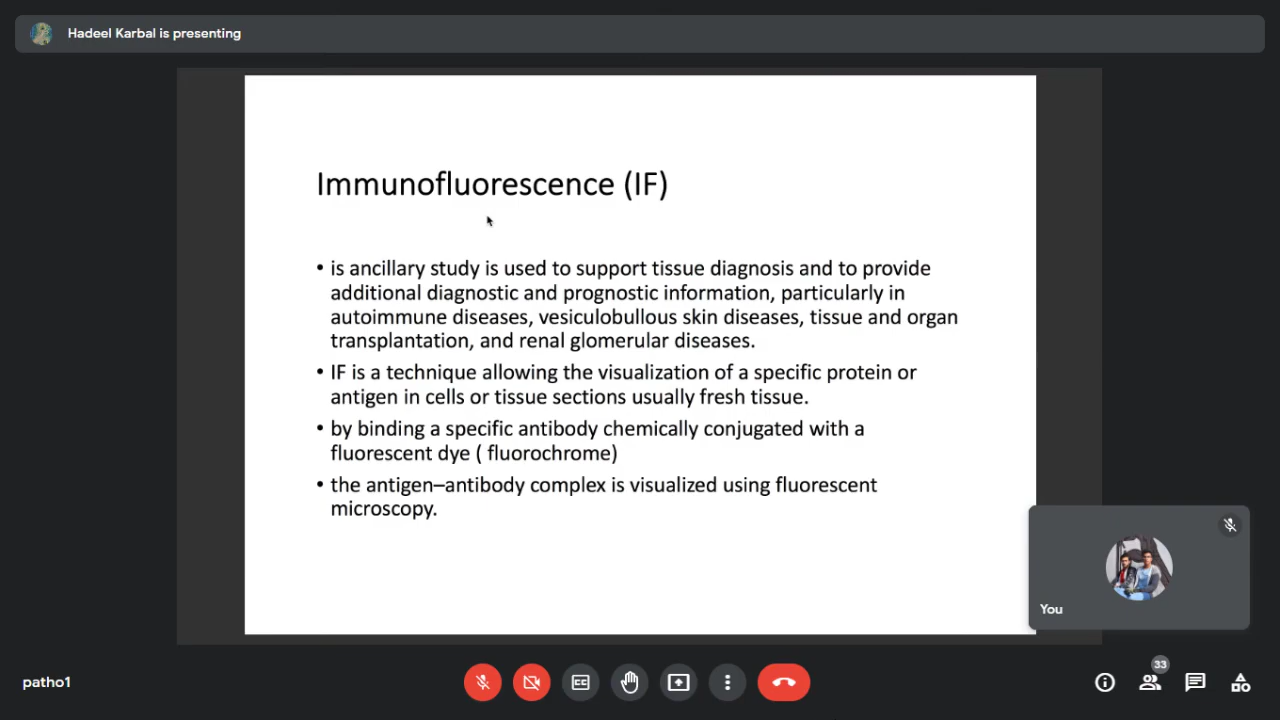 Hadeel Karbal is presenting
Immunofluorescence (IF)
• is ancillary study is used to support tissue diagnosis and to provide
additional diagnostic and prognostic information, particularly in
autoimmune diseases, vesiculobullous skin diseases, tissue and organ
transplantation, and renal glomerular diseases.
• IF is a technique allowing the visualization of a specific protein or
antigen in cells or tissue sections usually fresh tissue.
• by binding a specific antibody chemically conjugated with a
fluorescent dye ( fluorochrome)
• the antigen–antibody complex is visualized using fluorescent
microscopy.
You
patho1
CC
33